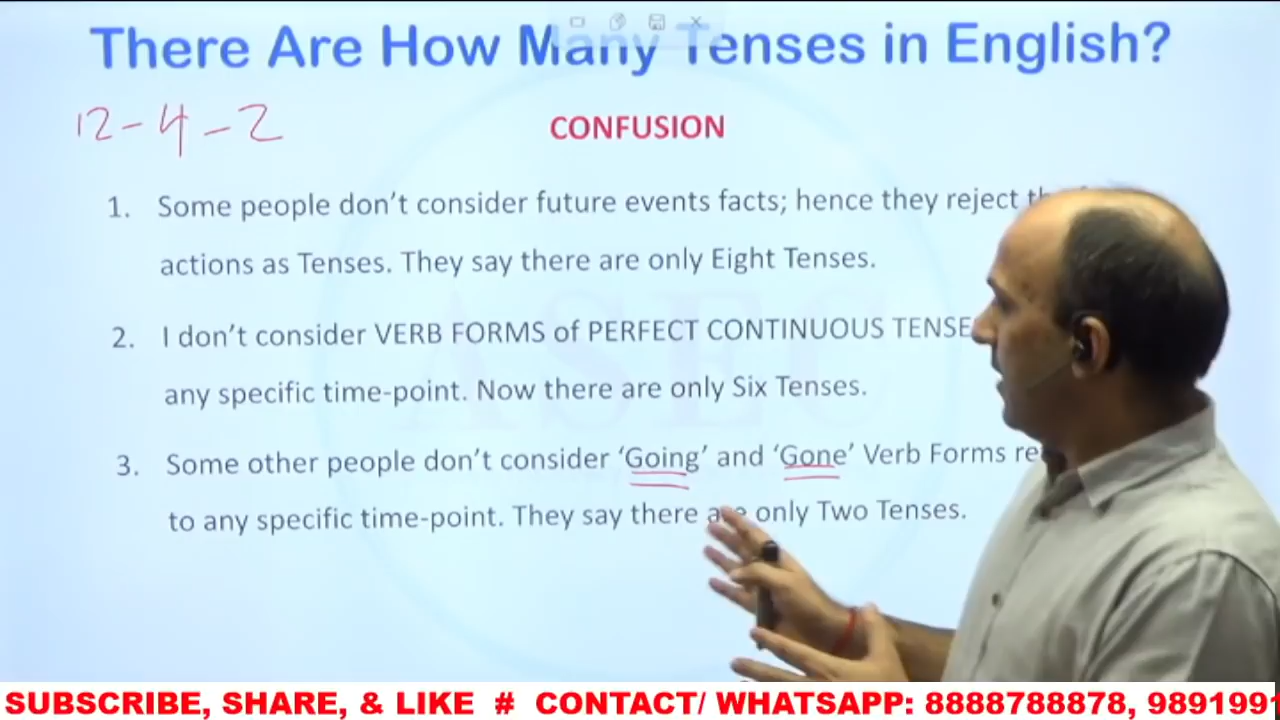 There Are How Many Tenses in English?
12 - 4 - 2
CONFUSION
1. Some people don't consider future events facts; hence they reject
actions as Tenses. They say there are only Eight Tenses.
2. I don't consider VERB FORMS of PERFECT CONTINUOUS TENSE
any specific time-point. Now there are only Six Tenses.
3. Some other people don't consider 'Going' and 'Gone' Verb Forms
to any specific time-point. They say there are only Two Tenses.
ASEC
SUBSCRIBE, SHARE, & LIKE # CONTACT/ WHATSAPP: 8888788878, 989199